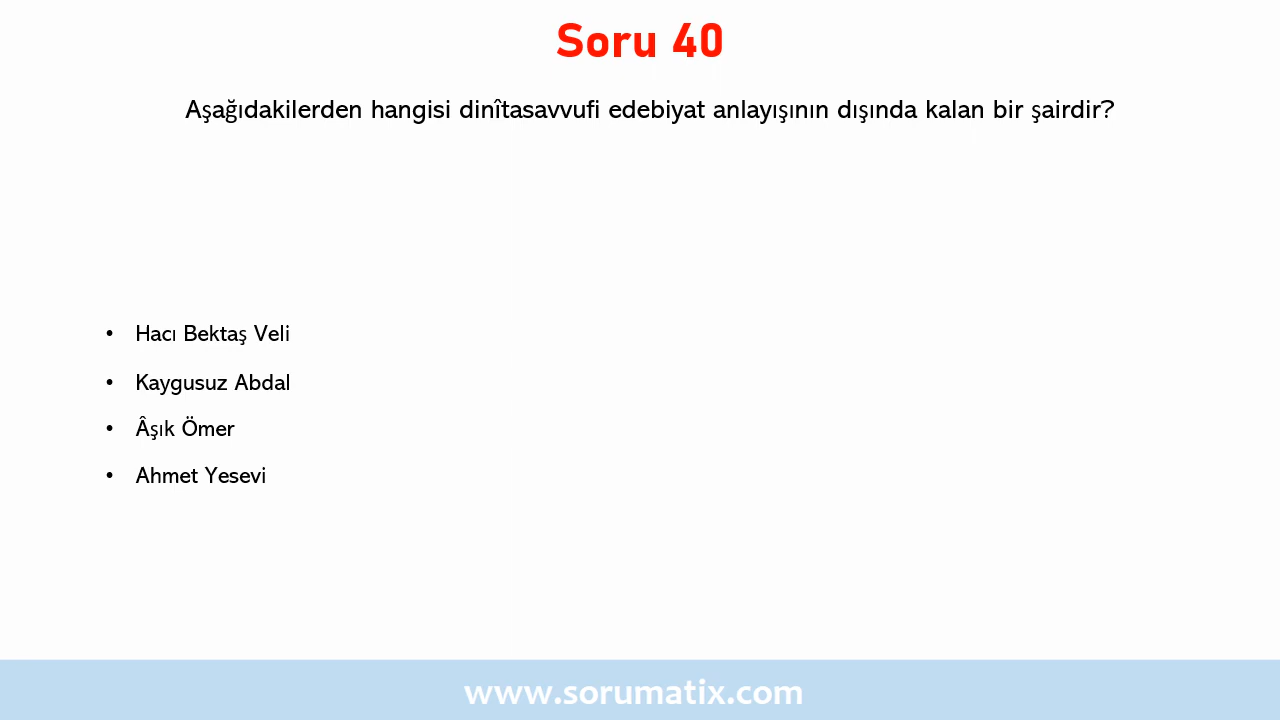 Soru 40
Aşağıdakilerden hangisi dinîtasavvufi edebiyat anlayışının dışında kalan bir şairdir?
• Hacı Bektaş Veli
• Kaygusuz Abdal
• Âşık Ömer
• Ahmet Yesevi
www.sorumatix.com